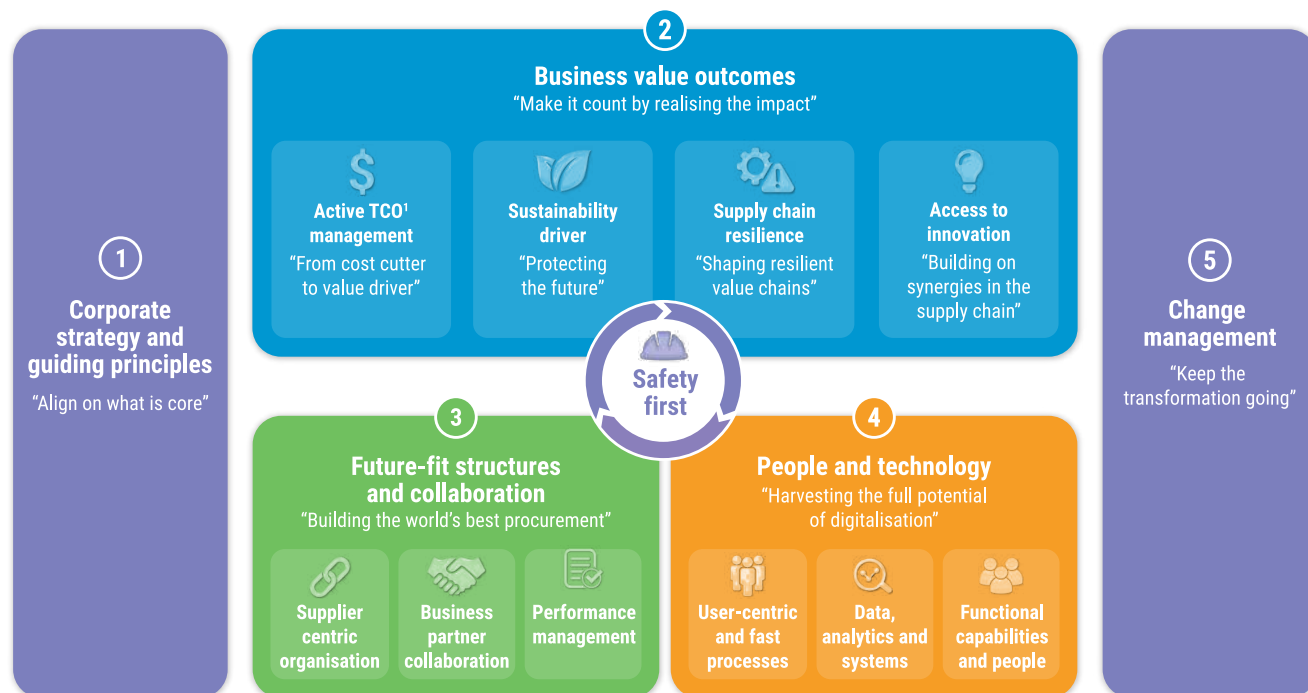 1
Corporate
strategy and
guiding principles
“Align on what is core”
2
Business value outcomes
“Make it count by realising the impact”
Active TCO¹
management
“From cost cutter
to value driver”
Sustainability
driver
“Protecting
the future”
Supply chain
resilience
“Shaping resilient
value chains”
Access to
innovation
“Building on
synergies in the
supply chain”
Safety
first
3
Future-fit structures
and collaboration
“Building the world’s best procurement”
Supplier
centric
organisation
Business
partner
collaboration
Performance
management
4
People and technology
“Harvesting the full potential
of digitalisation”
User-centric
and fast
processes
Data,
analytics and
systems
Functional
capabilities
and people
5
Change
management
“Keep the
transformation going”